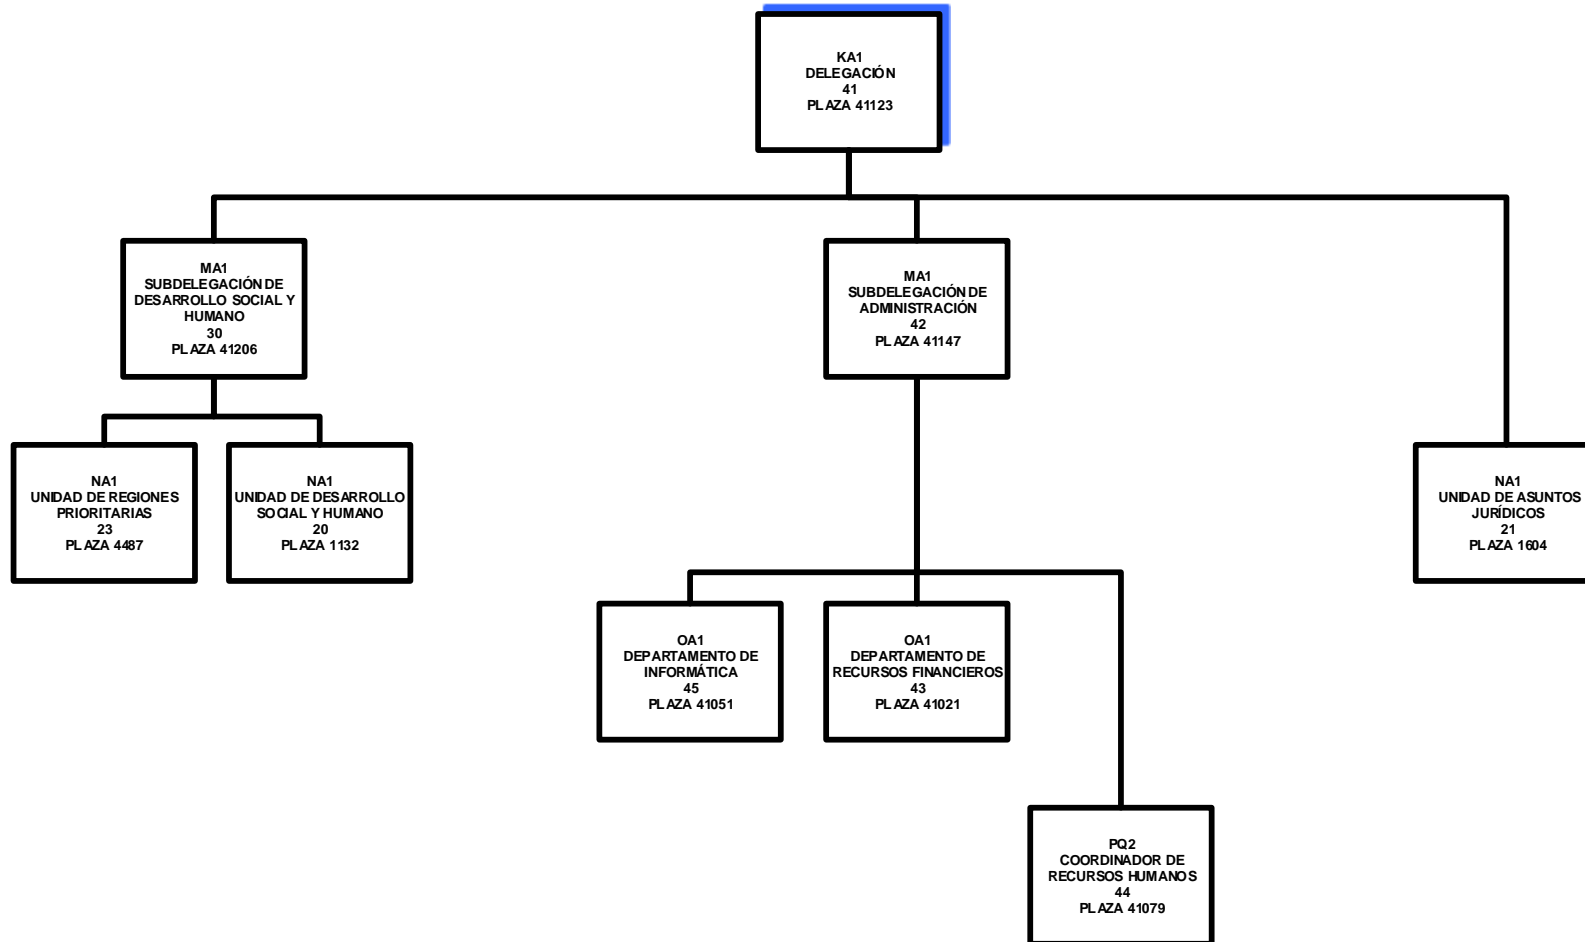 KA1
DELEGACIÓN
41
PLAZA 41123
MA1
SUBDELEGACIÓN DE
DESARROLLO SOCIAL Y
HUMANO
30
PLAZA 41206
MA1
SUBDELEGACIÓN DE
ADMINISTRACIÓN
42
PLAZA 41147
NA1
UNIDAD DE REGIONES
PRIORITARIAS
23
PLAZA 4487
NA1
UNIDAD DE DESARROLLO
SOCIAL Y HUMANO
20
PLAZA 1132
NA1
UNIDAD DE ASUNTOS
JURÍDICOS
21
PLAZA 1604
OA1
DEPARTAMENTO DE
INFORMÁTICA
45
PLAZA 41051
OA1
DEPARTAMENTO DE
RECURSOS FINANCIEROS
43
PLAZA 41021
PQ2
COORDINADOR DE
RECURSOS HUMANOS
44
PLAZA 41079